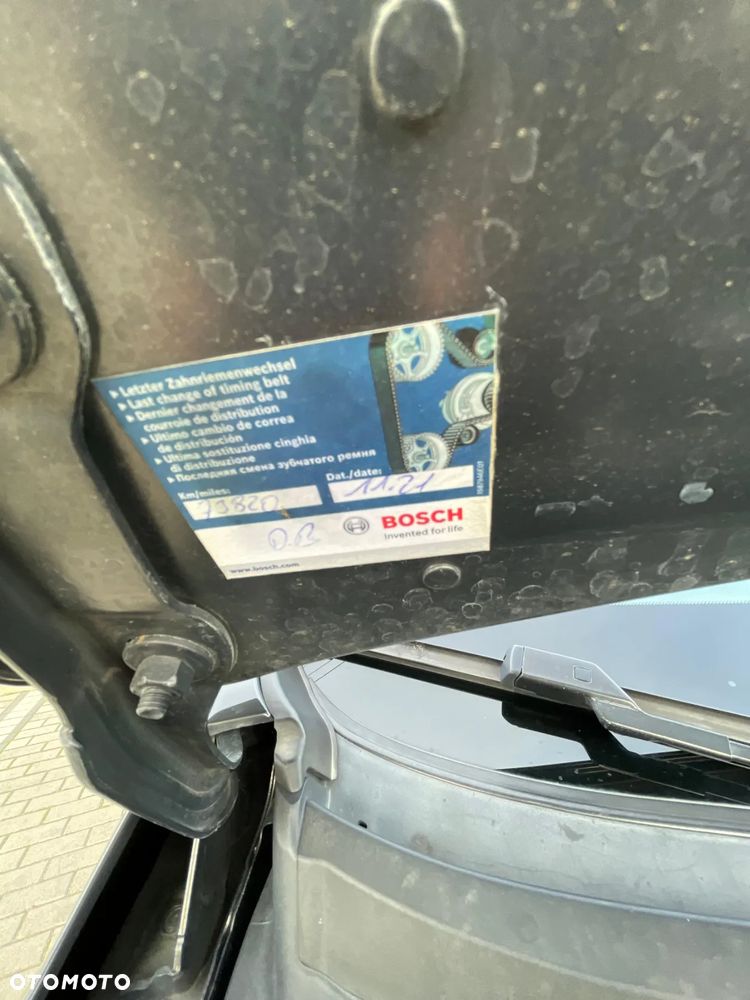 ▸ Letzter Zahnriemenwechsel
▸ Last change of timing belt
▸ Dernier changement de la
courroie de distribution
▸ Ultimo cambio de correa
de distribución
▸ Ultima sostituzione cinghia
di distribuzione
▸ Последняя смена зубчатого ремня
Km/miles:
Dat./date:
73820
11.21
BOSCH
Invented for life
www.bosch.com
OTOMOTO